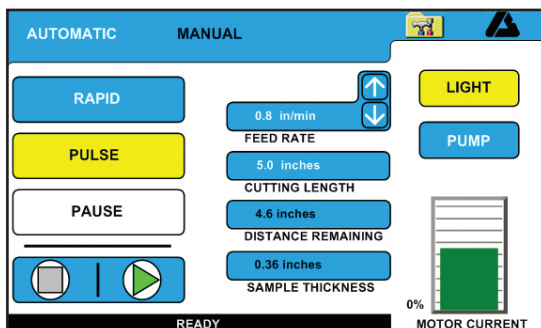 AUTOMATIC MANUAL
RAPID
PULSE
PAUSE
0.8 in/min
FEED RATE
5.0 inches
CUTTING LENGTH
4.6 inches
DISTANCE REMAINING
0.36 inches
SAMPLE THICKNESS
LIGHT
PUMP
0%
MOTOR CURRENT
READY